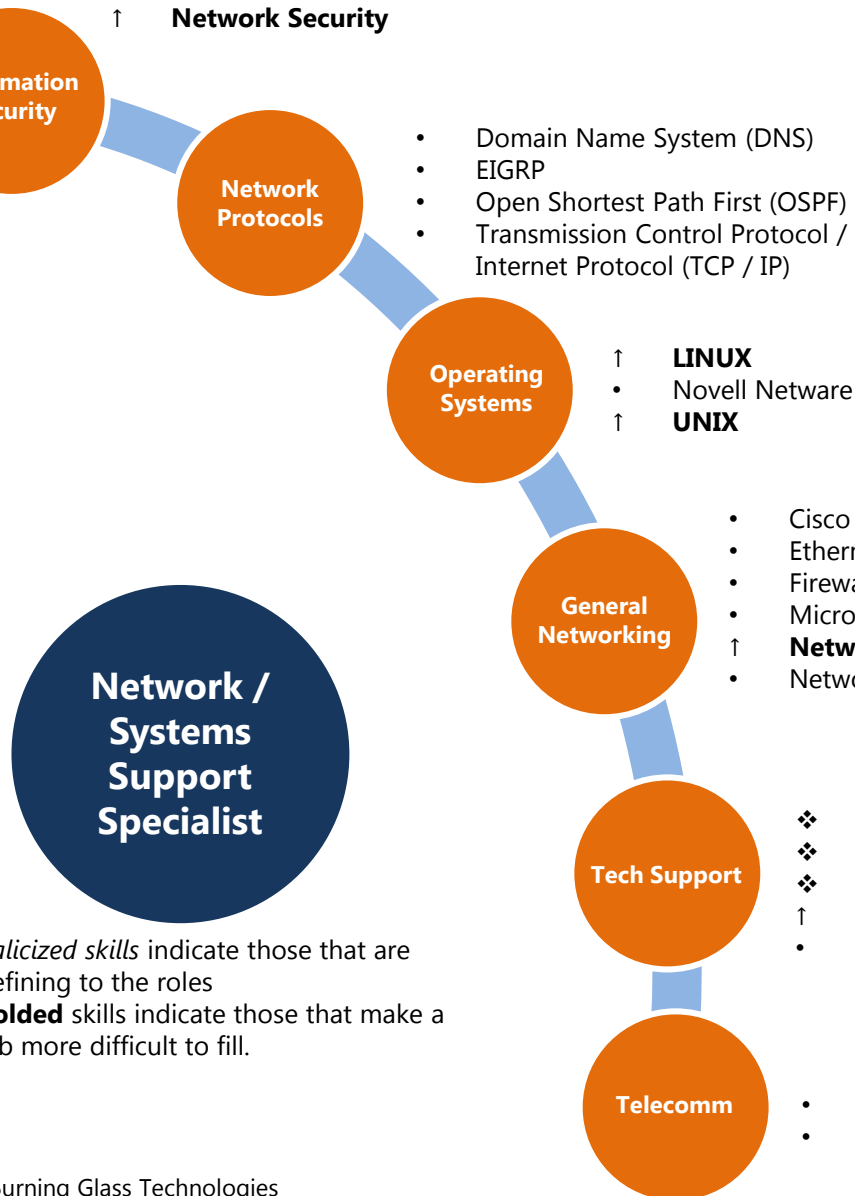 ↑ Network Security
mation
curity
Network
Protocols
• Domain Name System (DNS)
• EIGRP
• Open Shortest Path First (OSPF)
• Transmission Control Protocol /
Internet Protocol (TCP / IP)
Operating
Systems
↑ LINUX
• Novell Netware
↑ UNIX
General
Networking
• Cisco
• Ethern
• Firewa
• Micro
↑ Netw
• Netwo
Network /
Systems
Support
Specialist
Tech Support
❖
❖
❖
↑
•
alicized skills indicate those that are
efining to the roles
olded skills indicate those that make a
b more difficult to fill.
Telecomm
•
•
Burning Glass Technologies